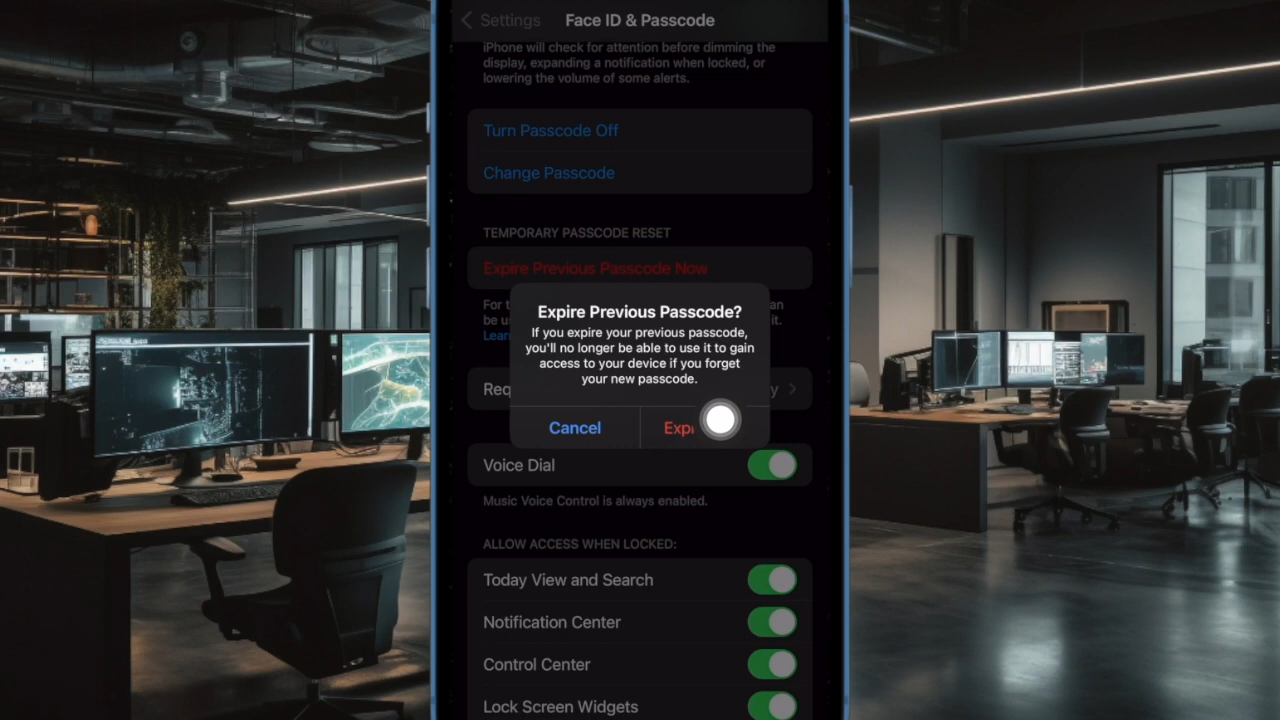 Settings
Face ID & Passcode
iPhone will check for attention before dimming the
display, expanding a notification when locked, or
lowering the volume of some alerts.
Turn Passcode Off
Change Passcode
TEMPORARY PASSCODE RESET
Expire Previous Passcode Now
Expire Previous Passcode?
If you expire your previous passcode,
you'll no longer be able to use it to gain
access to your device if you forget
your new passcode.
Cancel
Voice Dial
Music Voice Control is always enabled.
ALLOW ACCESS WHEN LOCKED:
Today View and Search
Notification Center
Control Center
Lock Screen Widgets